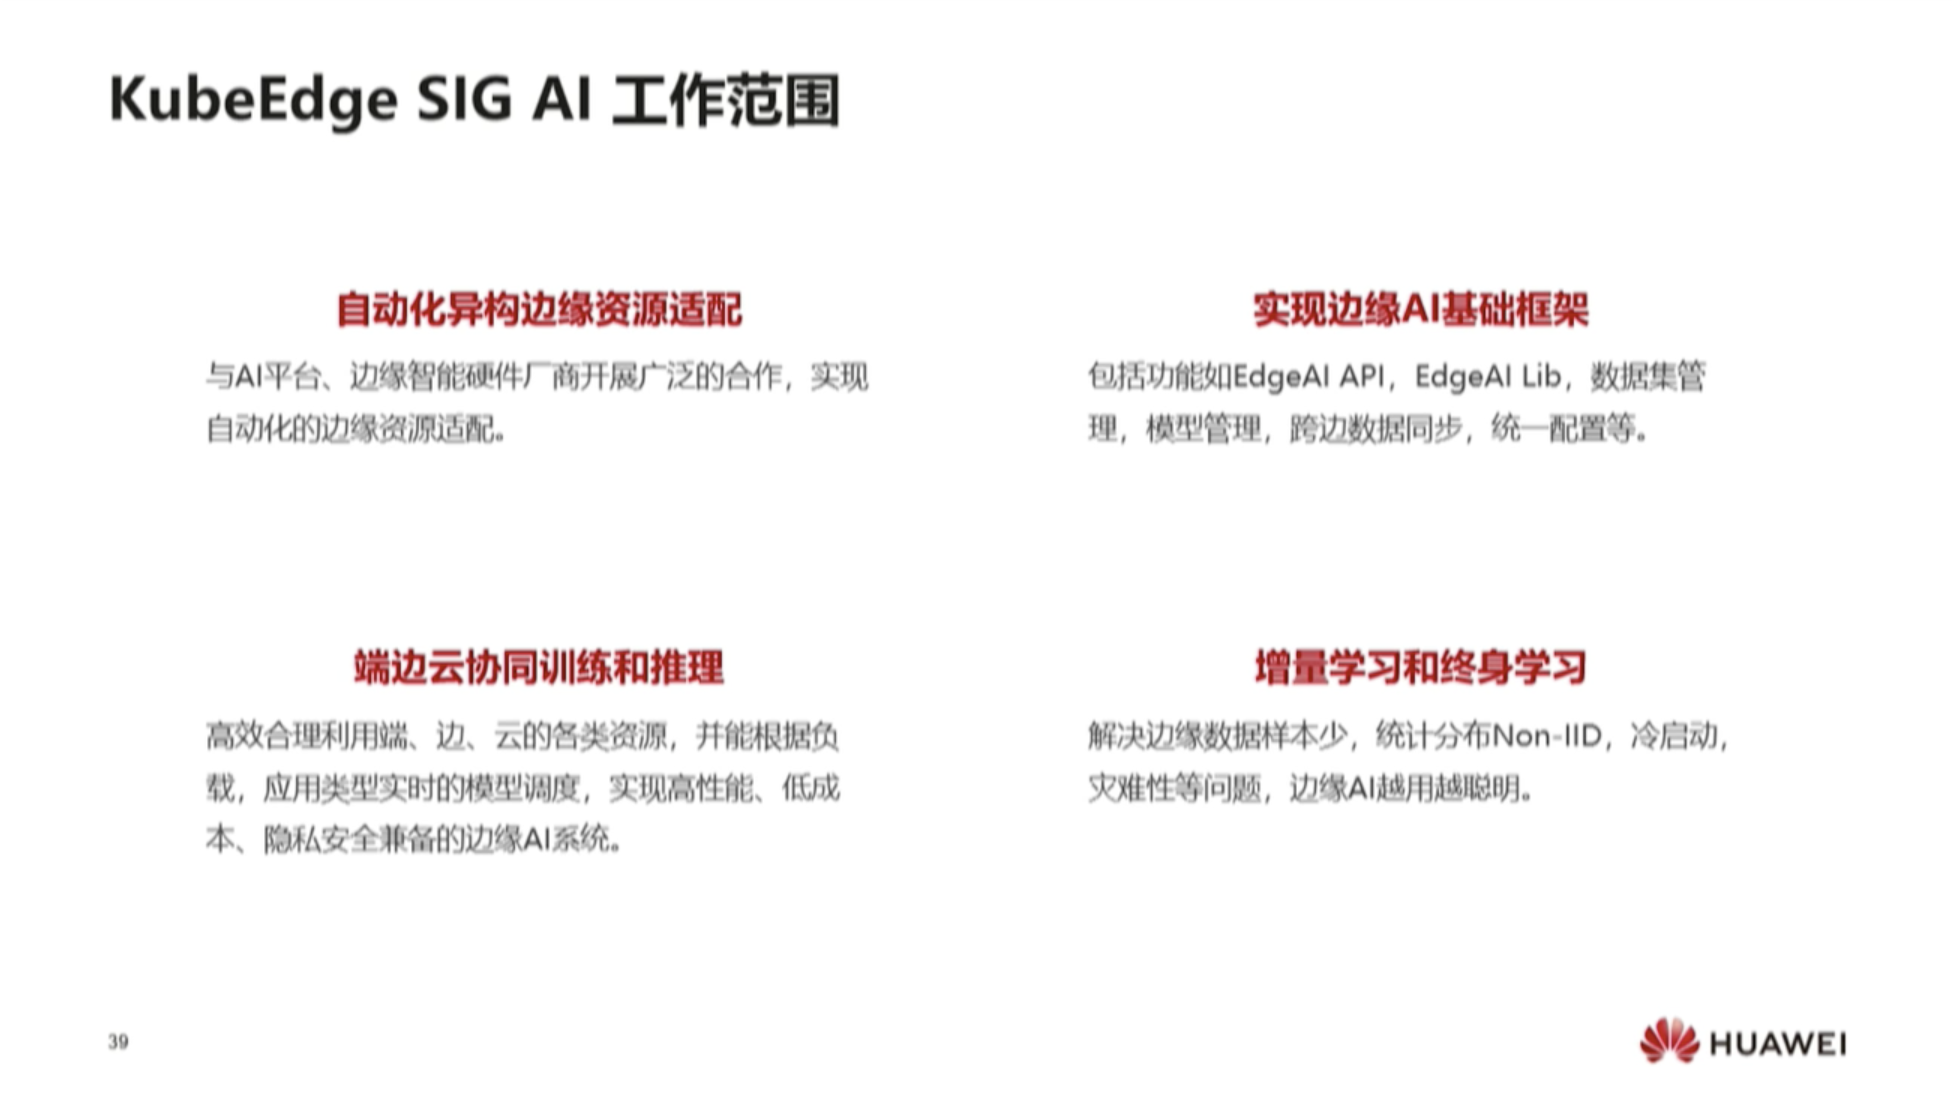 KubeEdge SIG AI 工作范围
自动化异构边缘资源适配
与AI平台、边缘智能硬件厂商开展广泛的合作，实现
自动化的边缘资源适配。
实现边缘AI基础框架
包括功能如EdgeAI API，EdgeAI Lib，数据集管
理，模型管理，跨边数据同步，统一配置等。
端边云协同训练和推理
高效合理利用端、边、云的各类资源，并能根据负
载，应用类型实时的模型调度，实现高性能、低成
本、隐私安全兼备的边缘AI系统。
增量学习和终身学习
解决边缘数据样本少，统计分布Non-IID，冷启动，
灾难性等问题，边缘AI越用越聪明。
39
HUAWEI